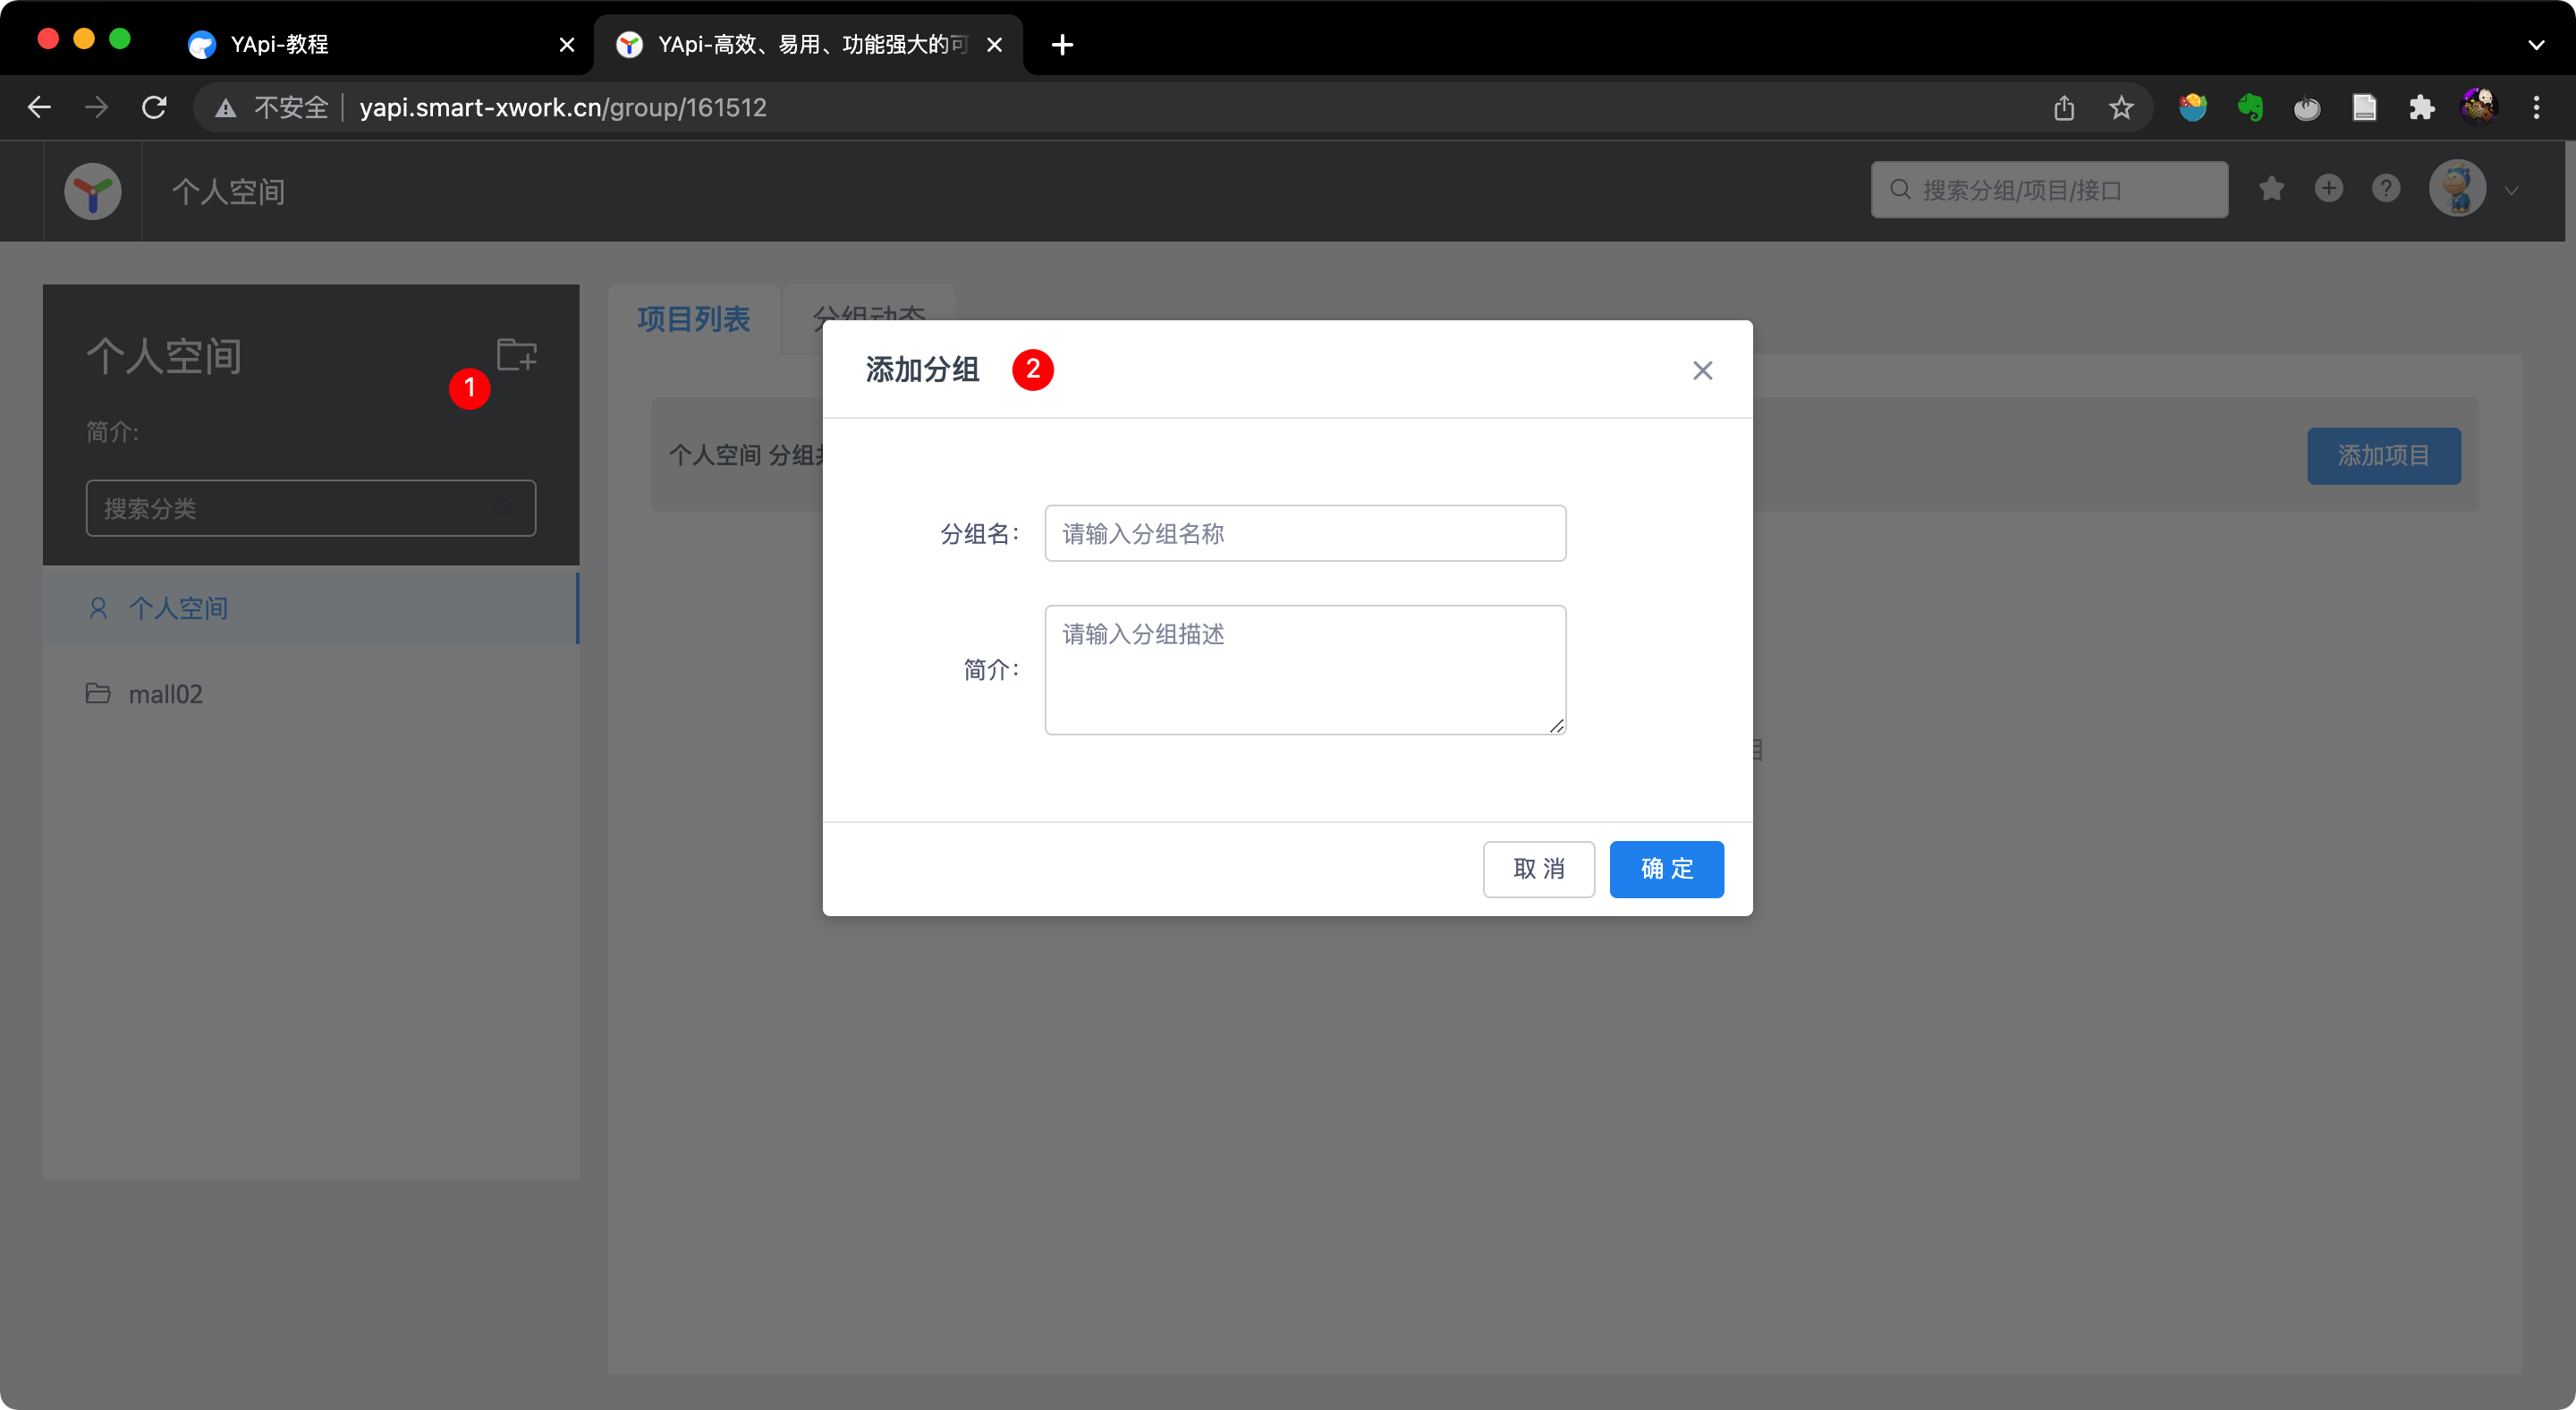 YApi-教程
YApi-高效、易用、功能强大的可
不安全
yapi.smart-xwork.cn/group/161512
个人空间
搜索分组/项目/接口
个人空间
1
简介:
搜索分类
个人空间
mall02
项目列表
分组动态
个人空间 分组
添加项目
添加分组
2
分组名:
请输入分组名称
简介:
请输入分组描述
取 消
确 定